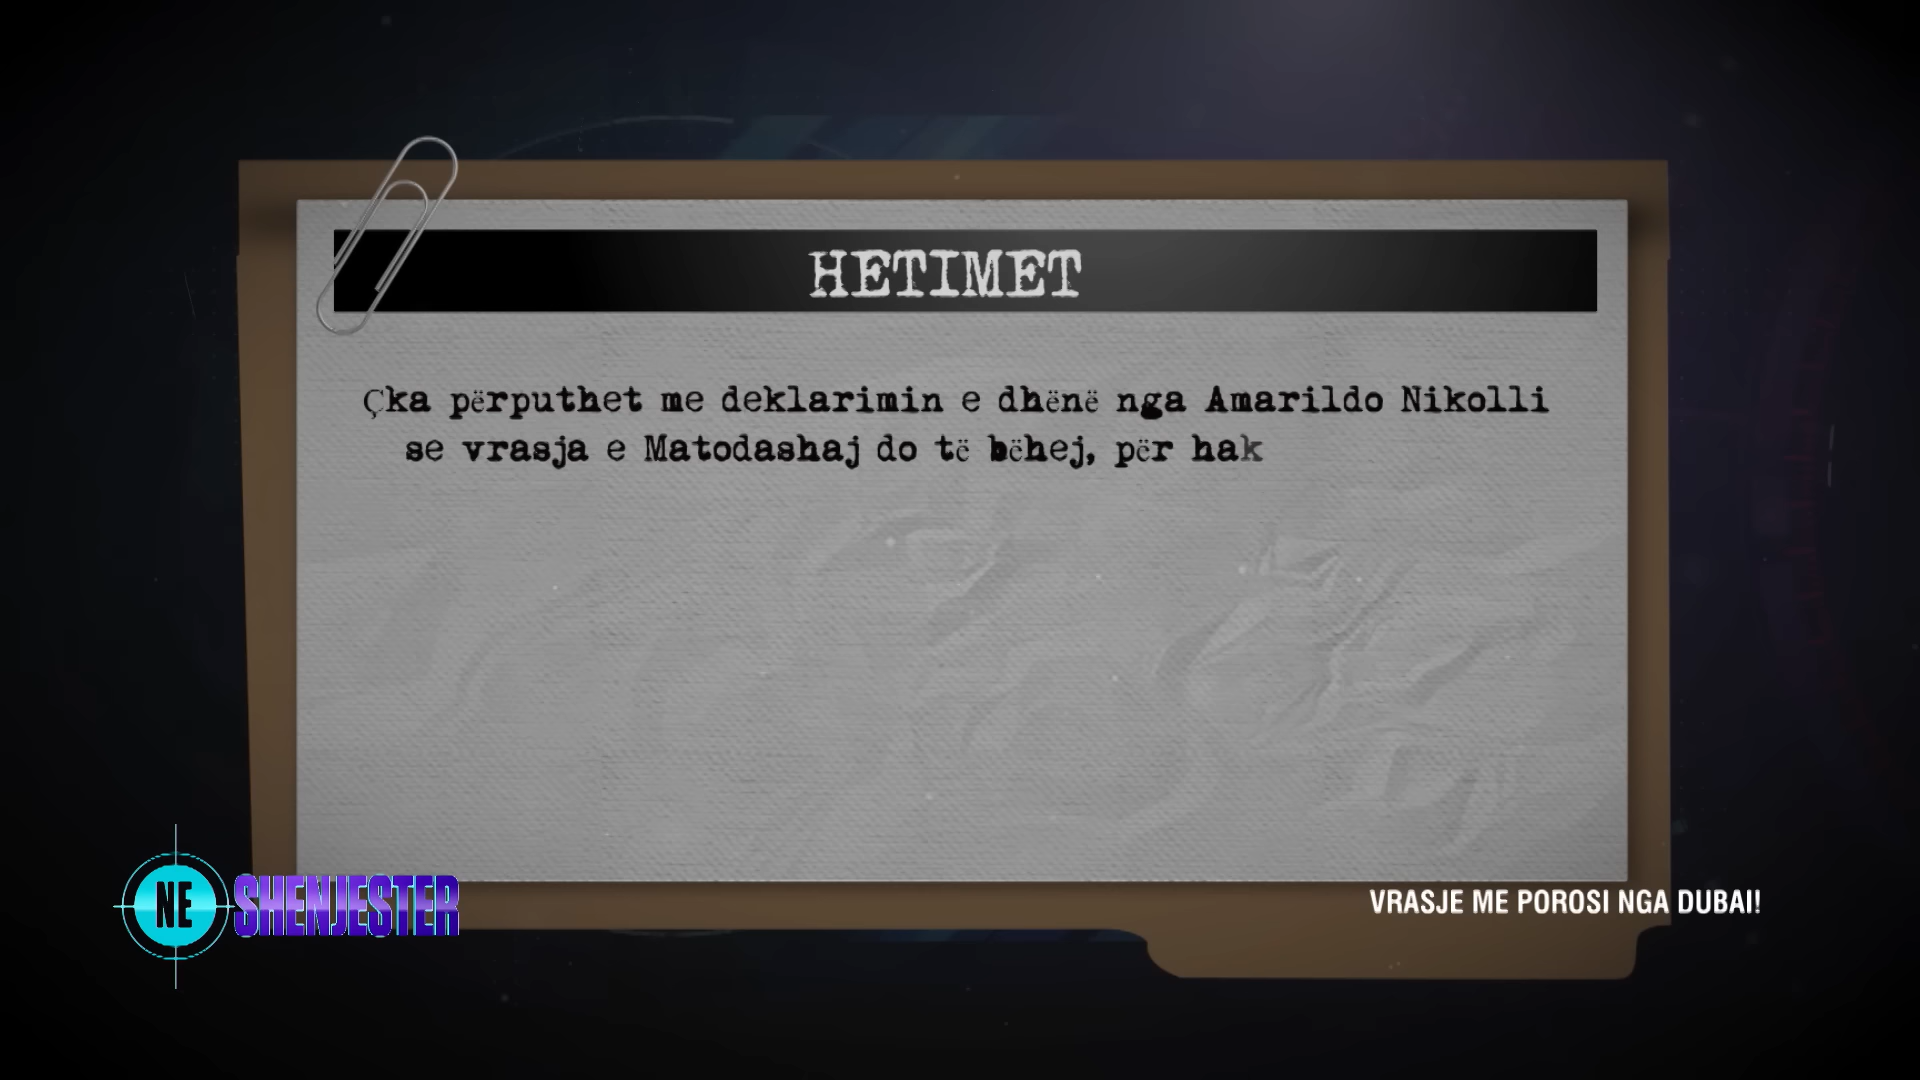 HETIMET
Çka përputhet me deklarimin e dhënë nga Amarildo Nikolli
se vrasja e Matodashaj do të bëhej, për hak
NE SHENJESTER
VRASJE ME POROSI NGA DUBAI!